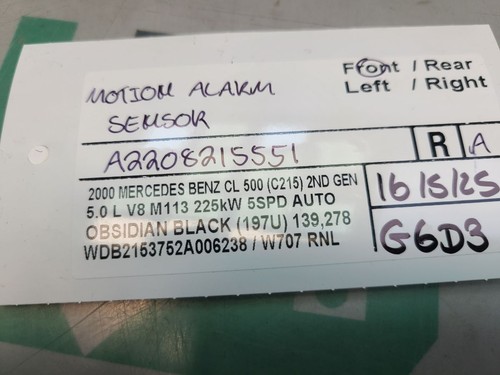 MOTION ALARM
SENSOR
Front / Rear
Left / Right
A2208215551
R A
2000 MERCEDES BENZ CL 500 (C215) 2ND GEN
5.0 L V8 M113 225kW 5SPD AUTO
OBSIDIAN BLACK (197U) 139,278
WDB2153752A006238 / W707 RNL
16/5/25
G6D3